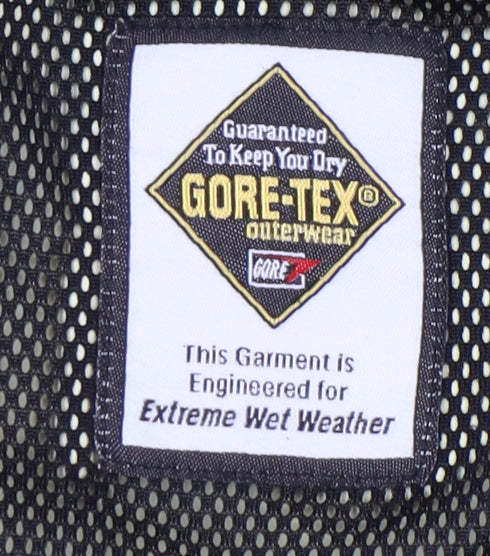 Guaranteed
To Keep You Dry
GORE-TEX®
outerwear
GORE
This Garment is
Engineered for
Extreme Wet Weather